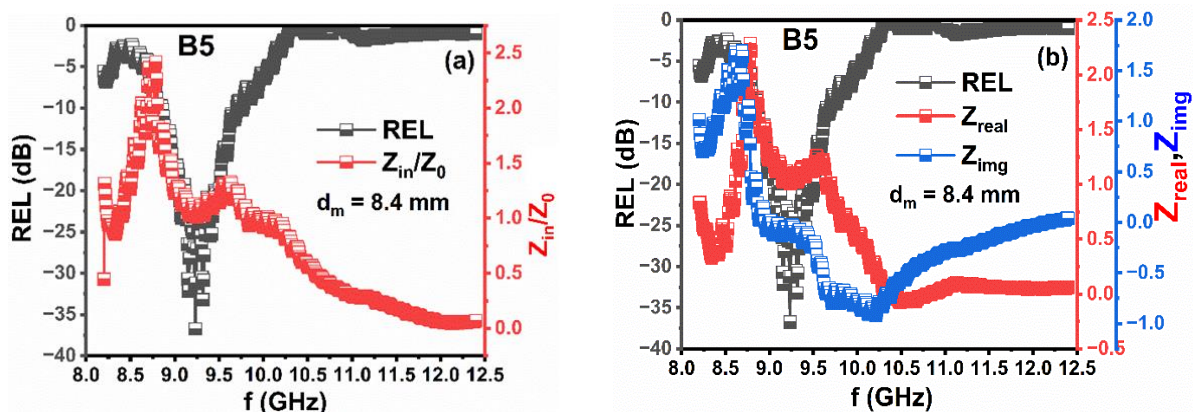 B5
(a)
REL
Z_in/Z_0
d_m = 8.4 mm
REL (dB)
0
−5
−10
−15
−20
−25
−30
−35
−40
Z_in/Z_0
2.5
2.0
1.5
1.0
0.5
0.0
8.0 8.5 9.0 9.5 10.0 10.5 11.0 11.5 12.0 12.5
f (GHz)
B5
(b)
REL
Z_real
Z_img
d_m = 8.4 mm
REL (dB)
0
−5
−10
−15
−20
−25
−30
−35
−40
2.5
2.0
1.5
1.0
0.5
0.0
−0.5
2.0
1.5
1.0
0.5
0.0
−0.5
−1.0
Z_real,Z_img
8.0 8.5 9.0 9.5 10.0 10.5 11.0 11.5 12.0 12.5
f (GHz)